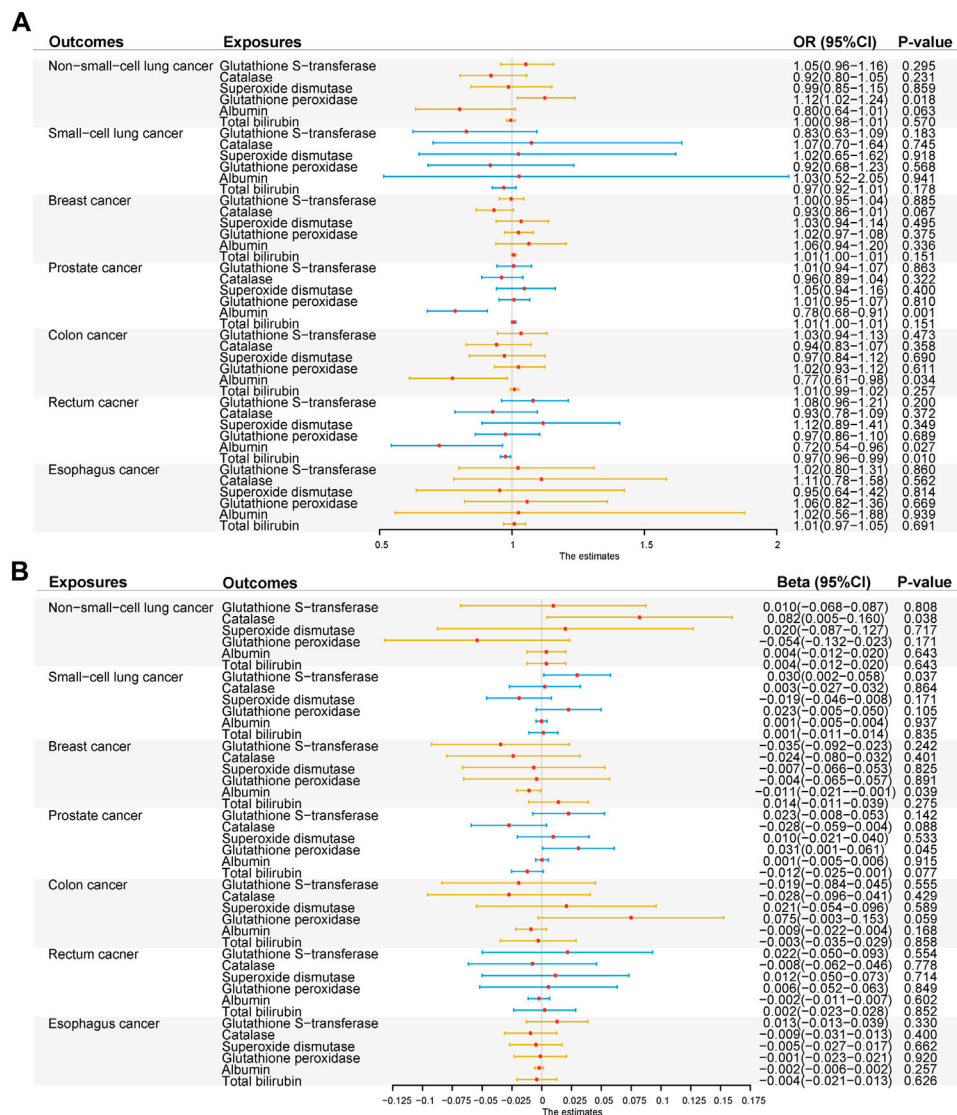 A
Outcomes Exposures OR (95%CI) P-value
Non-small-cell lung cancer Glutathione S-transferase 1.05(0.96-1.16) 0.295
Catalase 0.92(0.80-1.05) 0.231
Superoxide dismutase 0.99(0.85-1.15) 0.859
Glutathione peroxidase 1.12(1.02-1.24) 0.018
Albumin 0.80(0.64-1.01) 0.063
Total bilirubin 1.00(0.98-1.01) 0.570
Small-cell lung cancer Glutathione S-transferase 0.83(0.63-1.09) 0.183
Catalase 1.07(0.70-1.64) 0.745
Superoxide dismutase 1.02(0.65-1.62) 0.918
Glutathione peroxidase 0.92(0.68-1.23) 0.568
Albumin 1.03(0.52-2.05) 0.941
Total bilirubin 0.97(0.92-1.01) 0.178
Breast cancer Glutathione S-transferase 1.00(0.95-1.04) 0.885
Catalase 0.93(0.86-1.01) 0.067
Superoxide dismutase 1.03(0.94-1.14) 0.495
Glutathione peroxidase 1.02(0.97-1.08) 0.375
Albumin 1.06(0.94-1.20) 0.336
Total bilirubin 1.01(1.00-1.01) 0.151
Prostate cancer Glutathione S-transferase 1.01(0.94-1.07) 0.863
Catalase 0.96(0.89-1.04) 0.322
Superoxide dismutase 1.05(0.94-1.16) 0.400
Glutathione peroxidase 1.01(0.95-1.07) 0.810
Albumin 0.78(0.68-0.91) 0.001
Total bilirubin 1.01(1.00-1.01) 0.151
Colon cancer Glutathione S-transferase 1.03(0.94-1.13) 0.473
Catalase 0.94(0.83-1.07) 0.358
Superoxide dismutase 0.97(0.84-1.12) 0.690
Glutathione peroxidase 1.02(0.93-1.12) 0.611
Albumin 0.77(0.61-0.98) 0.034
Total bilirubin 1.01(0.99-1.02) 0.257
Rectum cacner Glutathione S-transferase 1.08(0.96-1.21) 0.200
Catalase 0.93(0.78-1.09) 0.372
Superoxide dismutase 1.12(0.89-1.41) 0.349
Glutathione peroxidase 0.97(0.86-1.10) 0.689
Albumin 0.72(0.54-0.96) 0.027
Total bilirubin 0.97(0.96-0.99) 0.010
Esophagus cancer Glutathione S-transferase 1.02(0.80-1.31) 0.860
Catalase 1.11(0.78-1.58) 0.562
Superoxide dismutase 0.95(0.64-1.42) 0.814
Glutathione peroxidase 1.06(0.82-1.36) 0.669
Albumin 1.02(0.56-1.88) 0.939
Total bilirubin 1.01(0.97-1.05) 0.691
0.5 1 1.5 2
The estimates
B
Exposures Outcomes Beta (95%CI) P-value
Non-small-cell lung cancer Glutathione S-transferase 0.010(-0.068-0.087) 0.808
Catalase 0.082(0.005-0.160) 0.038
Superoxide dismutase 0.020(-0.087-0.127) 0.717
Glutathione peroxidase -0.054(-0.132-0.023) 0.171
Albumin 0.004(-0.012-0.020) 0.643
Total bilirubin 0.004(-0.012-0.020) 0.643
Small-cell lung cancer Glutathione S-transferase 0.030(0.002-0.058) 0.037
Catalase 0.003(-0.027-0.032) 0.864
Superoxide dismutase -0.019(-0.046-0.008) 0.171
Glutathione peroxidase 0.023(-0.005-0.050) 0.105
Albumin 0.001(-0.005-0.004) 0.937
Total bilirubin 0.001(-0.011-0.014) 0.835
Breast cancer Glutathione S-transferase -0.035(-0.092-0.023) 0.242
Catalase -0.024(-0.080-0.032) 0.401
Superoxide dismutase -0.007(-0.066-0.053) 0.825
Glutathione peroxidase -0.004(-0.065-0.057) 0.891
Albumin -0.011(-0.021--0.001) 0.039
Total bilirubin 0.014(-0.011-0.039) 0.275
Prostate cancer Glutathione S-transferase 0.023(-0.008-0.053) 0.142
Catalase -0.028(-0.059-0.004) 0.088
Superoxide dismutase 0.010(-0.021-0.040) 0.533
Glutathione peroxidase 0.031(0.001-0.061) 0.045
Albumin 0.001(-0.005-0.006) 0.915
Total bilirubin -0.012(-0.025-0.001) 0.077
Colon cancer Glutathione S-transferase -0.019(-0.084-0.045) 0.555
Catalase -0.028(-0.096-0.041) 0.429
Superoxide dismutase 0.021(-0.054-0.096) 0.589
Glutathione peroxidase 0.075(-0.003-0.153) 0.059
Albumin -0.009(-0.022-0.004) 0.168
Total bilirubin -0.003(-0.035-0.029) 0.858
Rectum cacner Glutathione S-transferase 0.022(-0.050-0.093) 0.554
Catalase -0.008(-0.062-0.046) 0.778
Superoxide dismutase 0.012(-0.050-0.073) 0.714
Glutathione peroxidase 0.006(-0.052-0.063) 0.849
Albumin -0.002(-0.011-0.007) 0.602
Total bilirubin 0.002(-0.023-0.028) 0.852
Esophagus cancer Glutathione S-transferase 0.013(-0.013-0.039) 0.330
Catalase -0.009(-0.031-0.013) 0.400
Superoxide dismutase -0.005(-0.027-0.017) 0.662
Glutathione peroxidase -0.001(-0.023-0.021) 0.920
Albumin -0.002(-0.006-0.002) 0.257
Total bilirubin -0.004(-0.021-0.013) 0.626
-0.125 -0.1 -0.075 -0.05 -0.025 0 0.025 0.05 0.075 0.1 0.125 0.15 0.175
The estimates